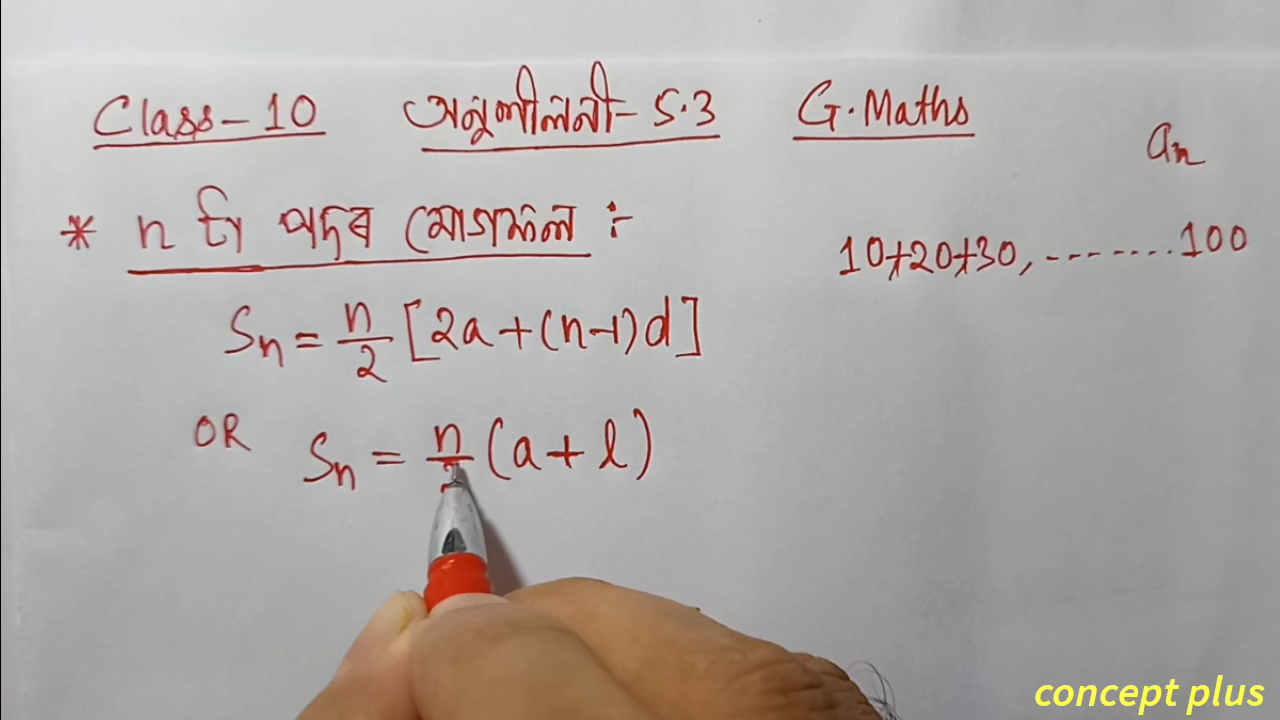 Class-10 অনুশীলনী-5.3 G.Maths
an
* n টা পদৰ যোগফল :-
10+20+30, --------100
Sn = n/2 [2a+(n-1)d]
OR Sn = n/2 (a+l)
concept plus